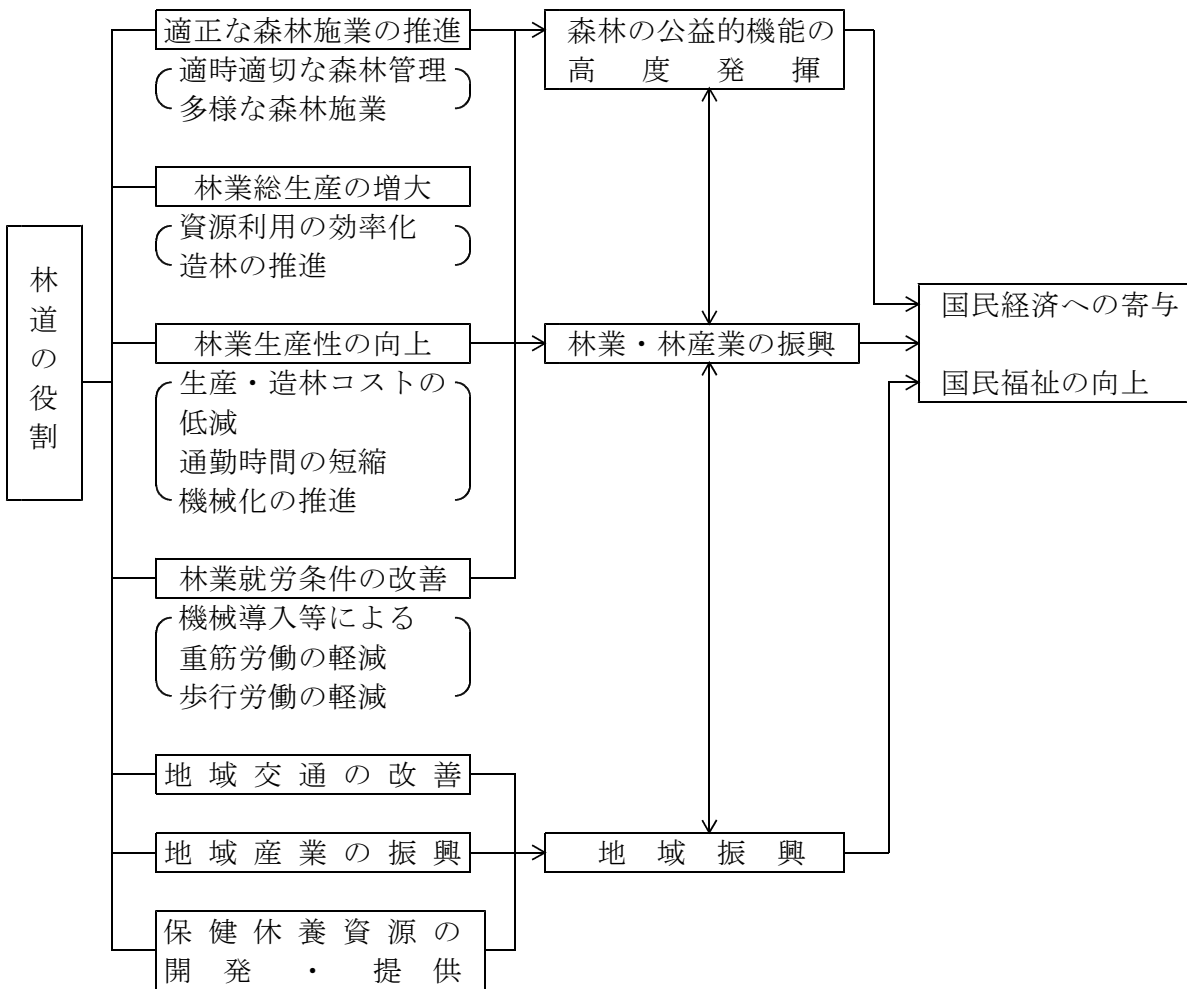 林道の役割
適正な森林施業の推進
適時適切な森林管理
多様な森林施業
林業総生産の増大
資源利用の効率化
造林の推進
林業生産性の向上
生産・造林コストの
低減
通勤時間の短縮
機械化の推進
林業就労条件の改善
機械導入等による
重筋労働の軽減
歩行労働の軽減
地域交通の改善
地域産業の振興
保健休養資源の
開発・提供
森林の公益的機能の
高度発揮
林業・林産業の振興
地域振興
国民経済への寄与
国民福祉の向上